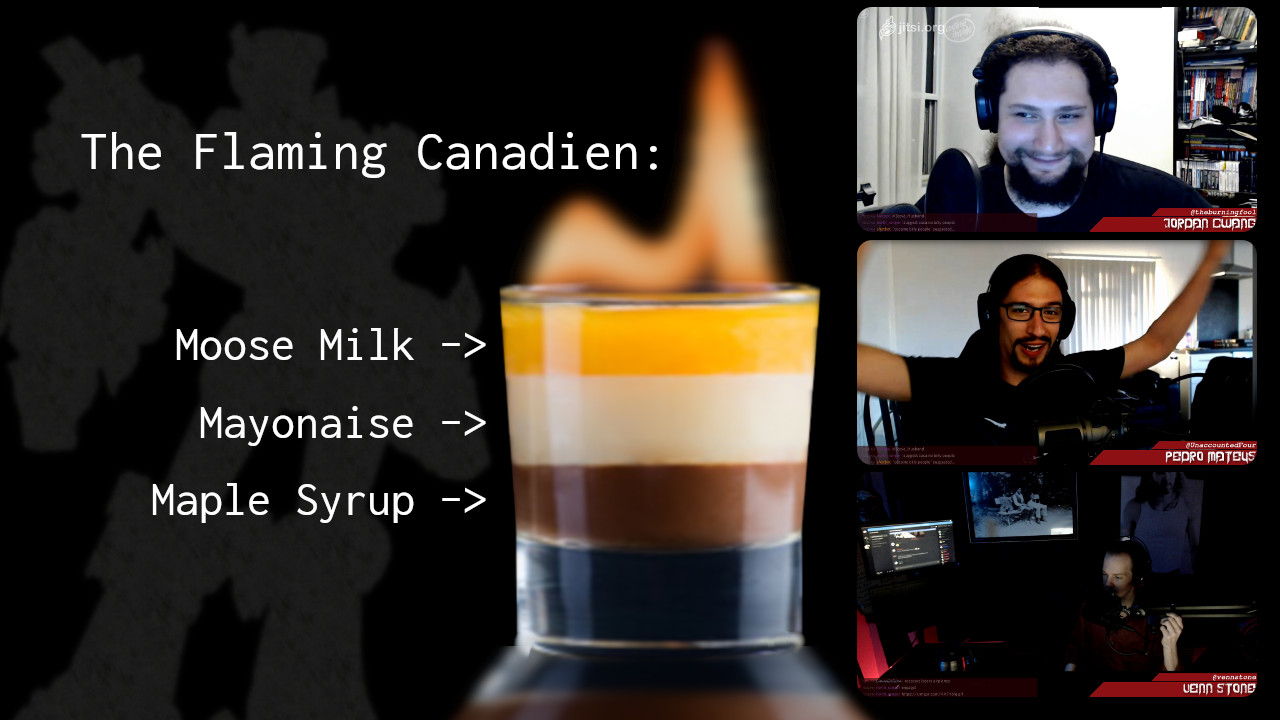 The Flaming Canadien:
Moose Milk ->
Mayonaise ->
Maple Syrup ->
jitsi.org
@theburningfool
JORDAN CWANG
@UnaccountedFour
PEDRO MATEUS
@vennstone
VENN STONE